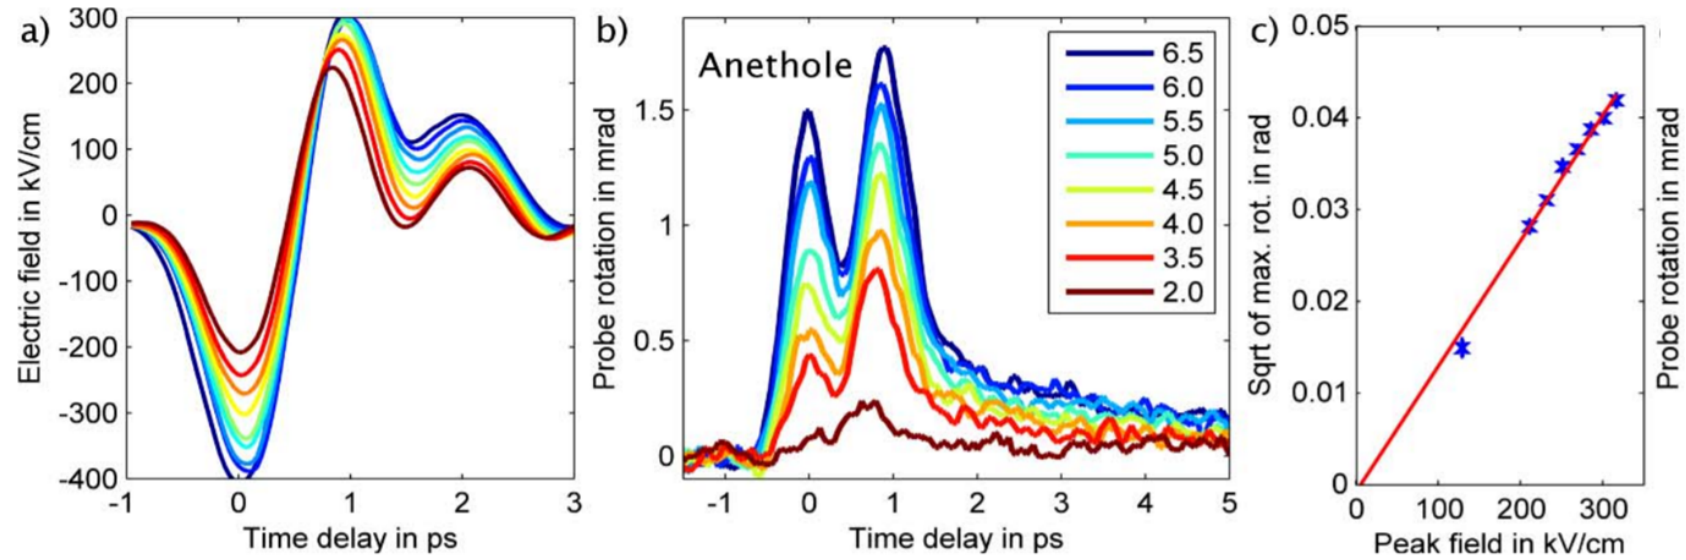 a)
Electric field in kV/cm
300
200
100
0
-100
-200
-300
-400
-1 0 1 2 3
Time delay in ps
b)
Anethole
Probe rotation in mrad
1.5
1
0.5
0
-1 0 1 2 3 4 5
Time delay in ps
6.5
6.0
5.5
5.0
4.5
4.0
3.5
2.0
c)
Sqrt of max. rot. in rad
0.05
0.04
0.03
0.02
0.01
0
0 100 200 300
Peak field in kV/cm
Probe rotation in mrad